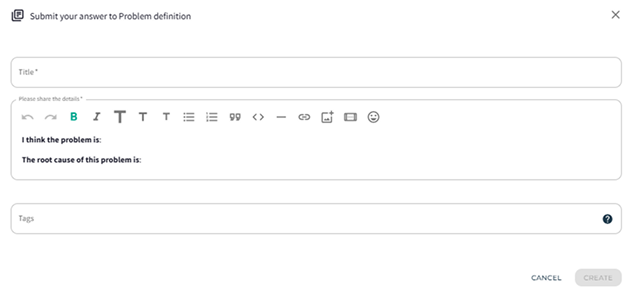 Submit your answer to Problem definition
Title*
Please share the details*
B I T T T
I think the problem is:
The root cause of this problem is:
Tags
CANCEL CREATE